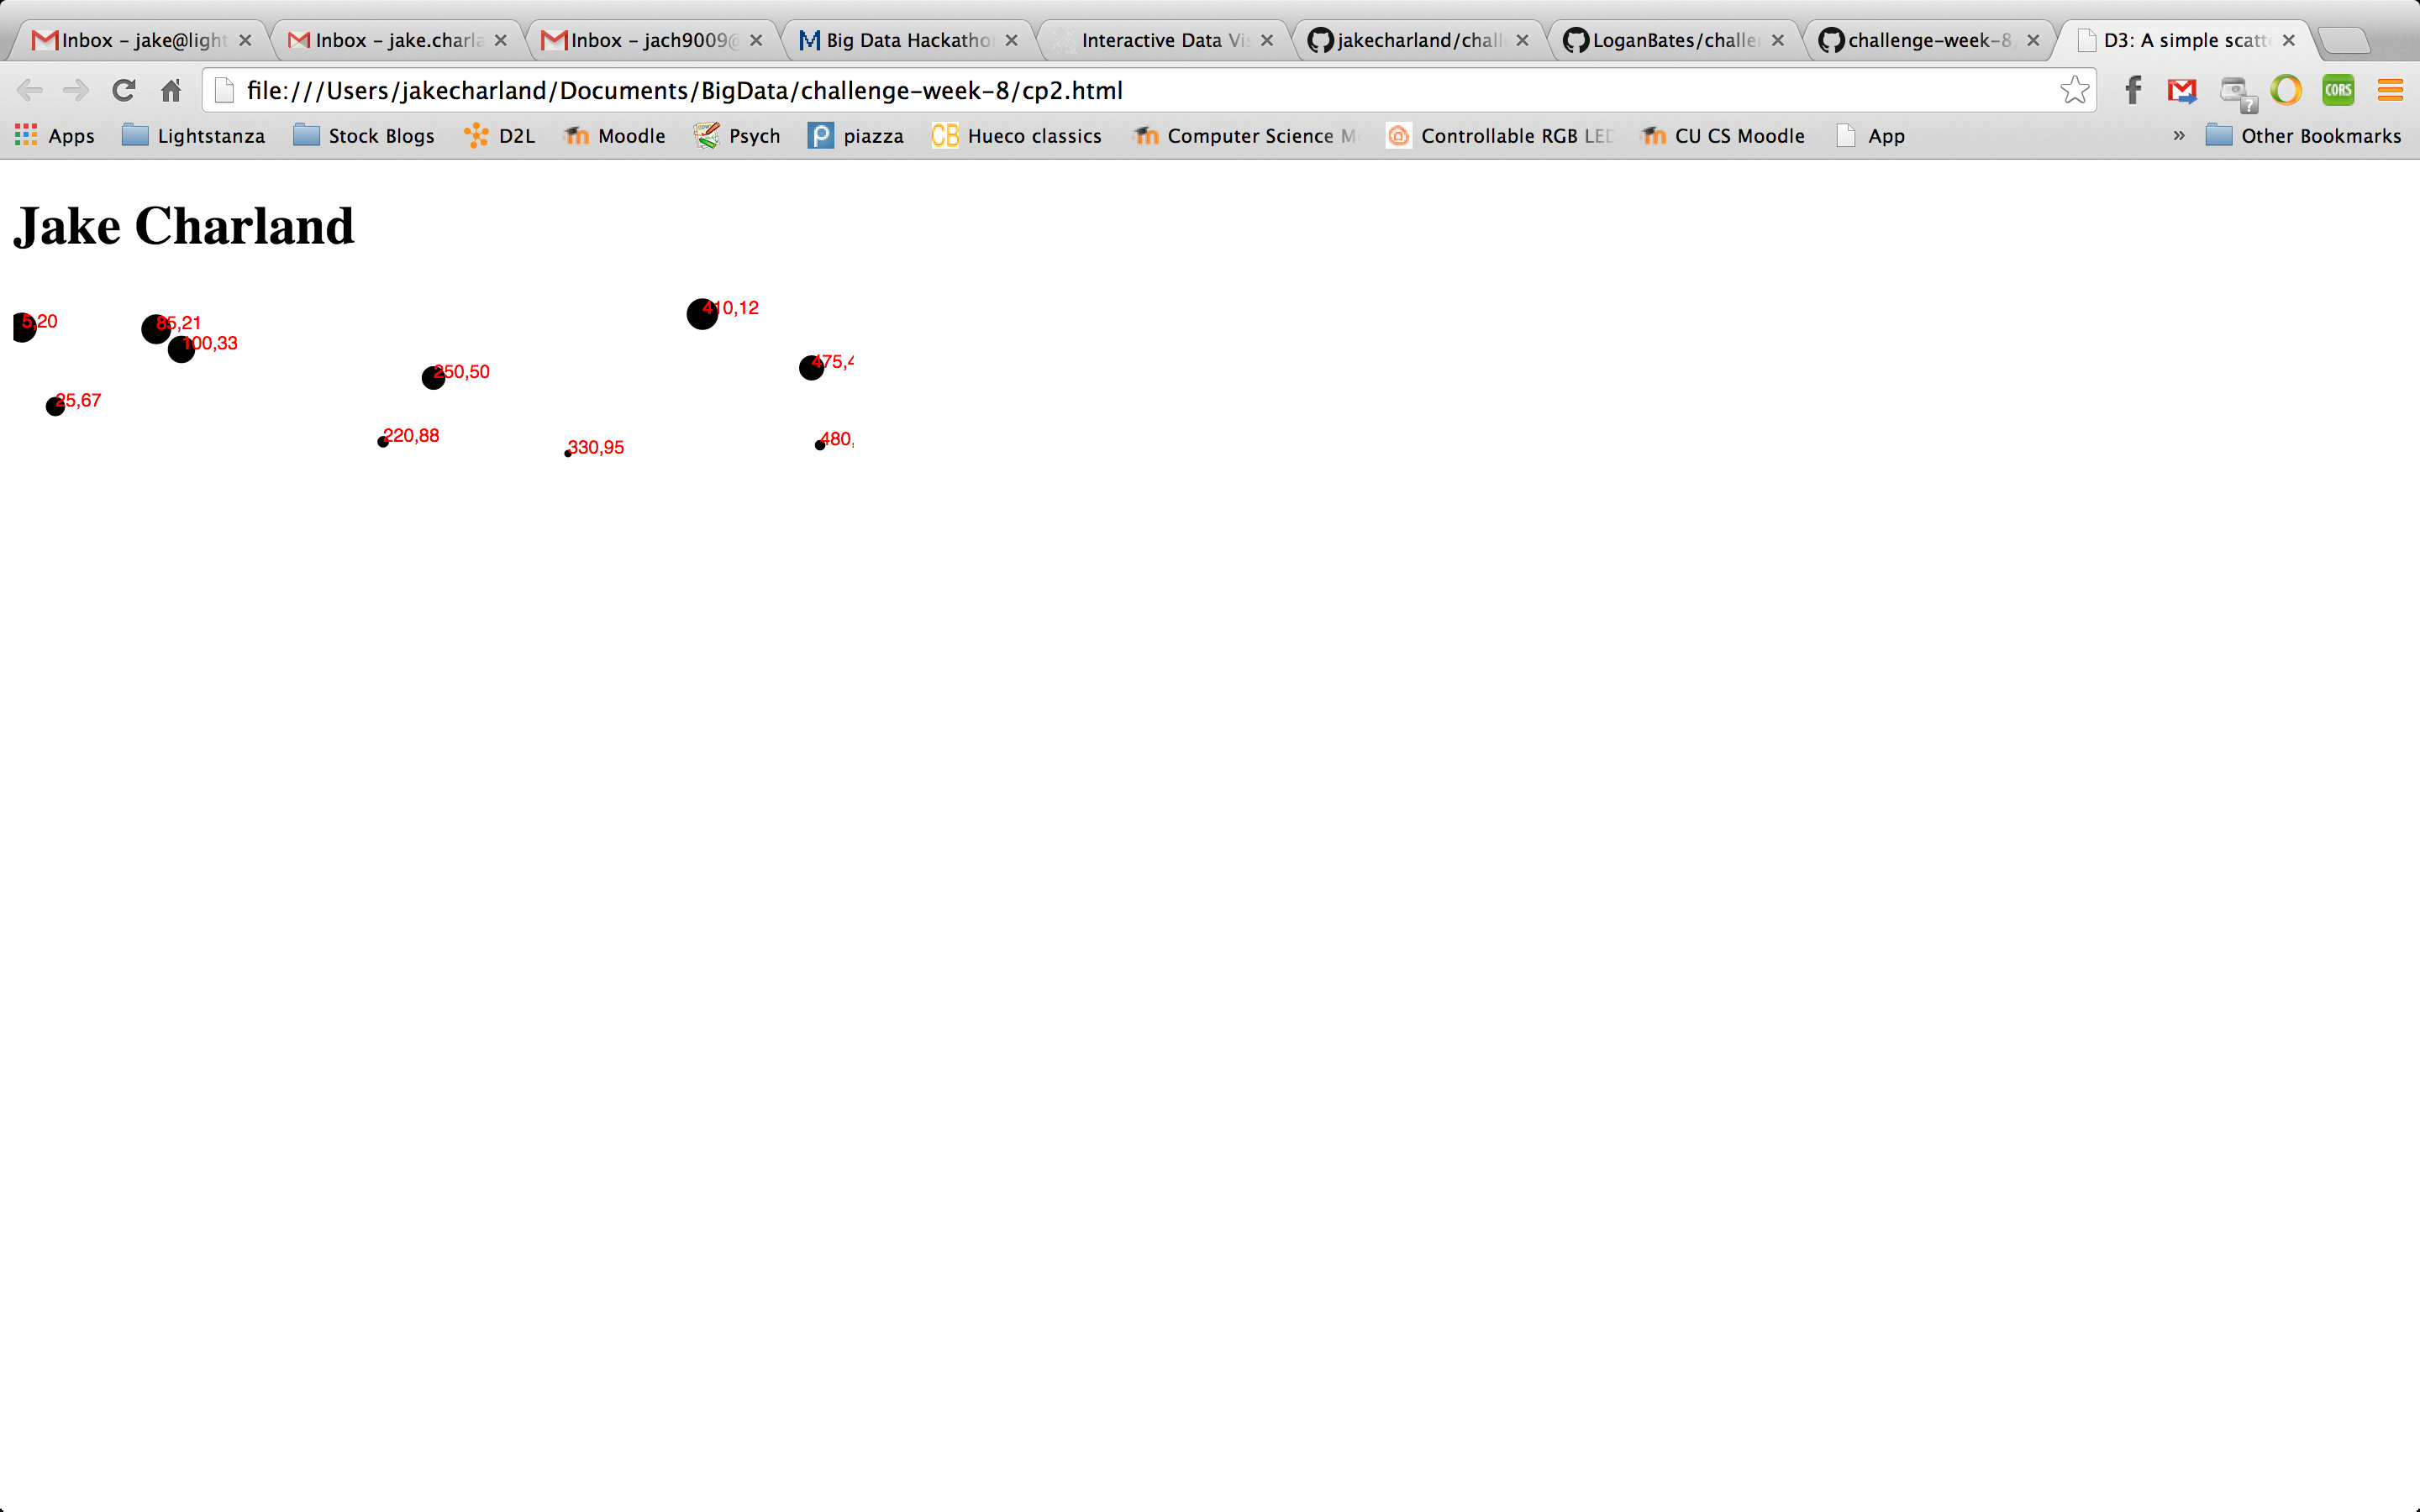 Inbox – jake@light
Inbox – jake.charla
Inbox – jach9009@
Big Data Hackatho
Interactive Data Vis
jakecharland/chall
LoganBates/challe
challenge-week-8
D3: A simple scatt
file:///Users/jakecharland/Documents/BigData/challenge-week-8/cp2.html
f
?
CORS
Apps
Lightstanza
Stock Blogs
D2L
Moodle
Psych
piazza
CB Hueco classics
Computer Science M
Controllable RGB LED
CU CS Moodle
App
»
Other Bookmarks
Jake Charland
410,12
5,20
85,21
100,33
475,4
250,50
25,67
220,88
480,
330,95